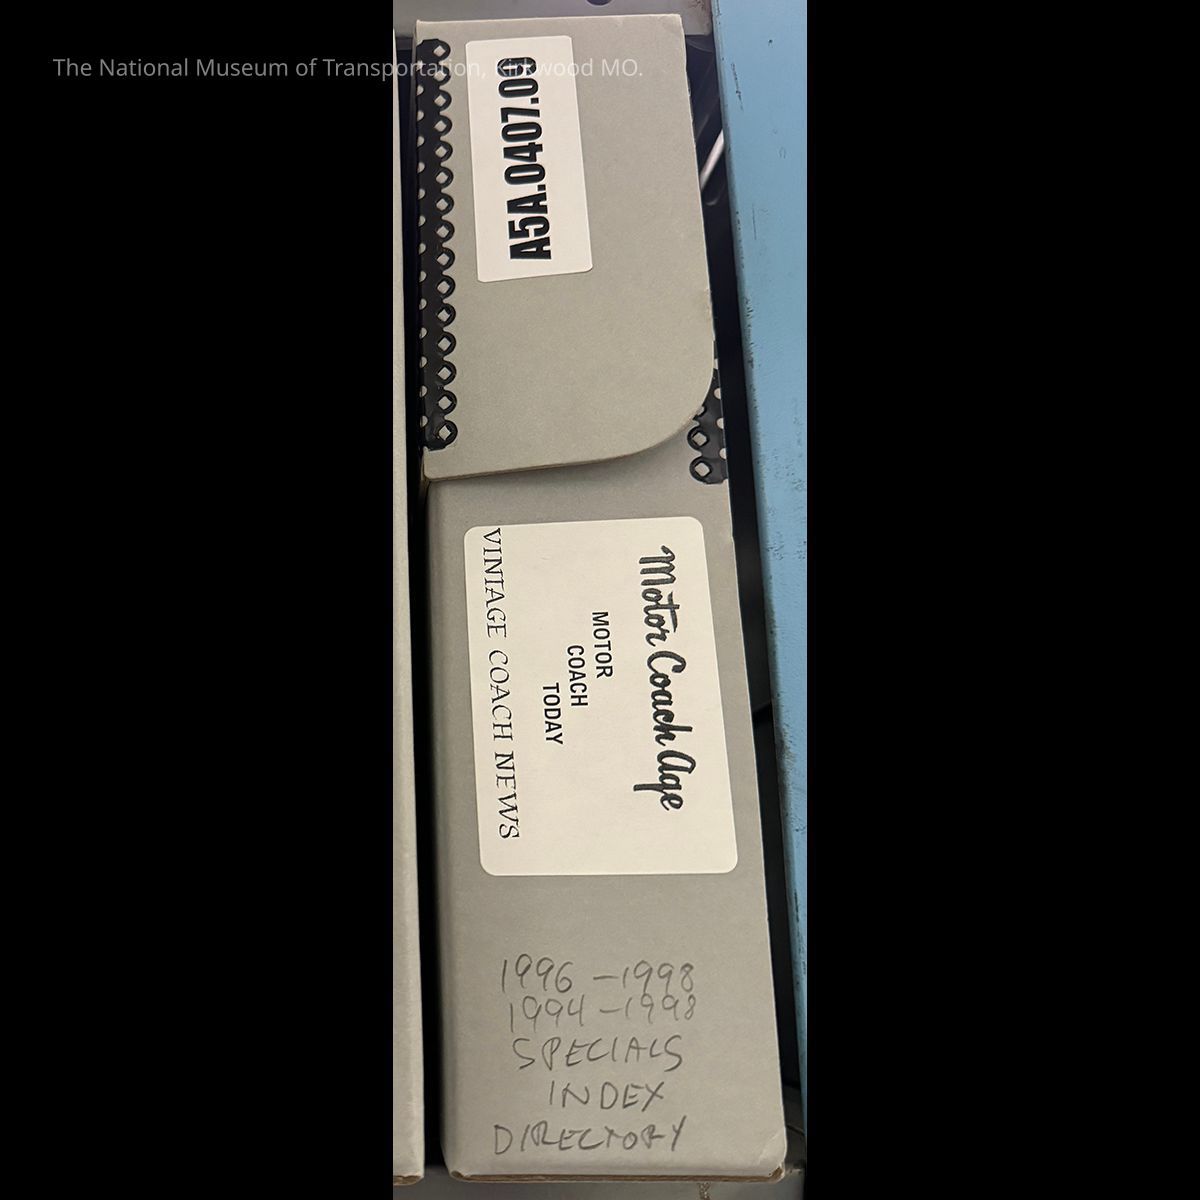 The National Museum of Transportation, Kirkwood MO.
A5A.0407.00
Motor Coach Age
MOTOR
COACH
TODAY
VINTAGE COACH NEWS
1996-1998
1994-1998
SPECIALS
INDEX
DIRECTORY